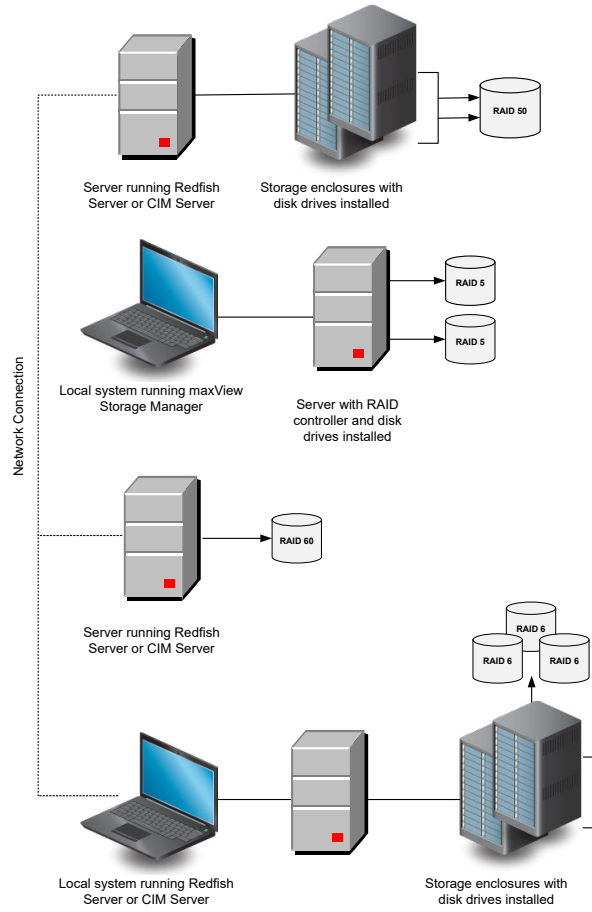 RAID 50
Server running Redfish
Server or CIM Server
Storage enclosures with
disk drives installed
RAID 5
RAID 5
Local system running maxView
Storage Manager
Server with RAID
controller and disk
drives installed
Network Connection
RAID 60
Server running Redfish
Server or CIM Server
RAID 6
RAID 6
RAID 6
Local system running Redfish
Server or CIM Server
Storage enclosures with
disk drives installed